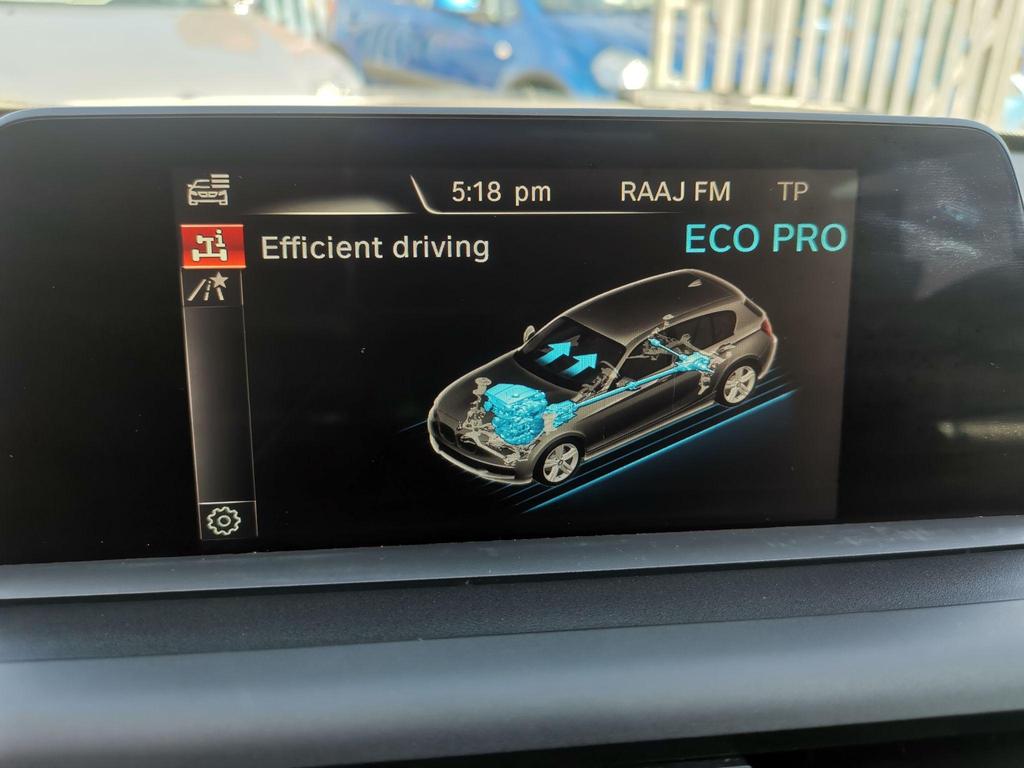 5:18 pm RAAJ FM TP
Efficient driving ECO PRO